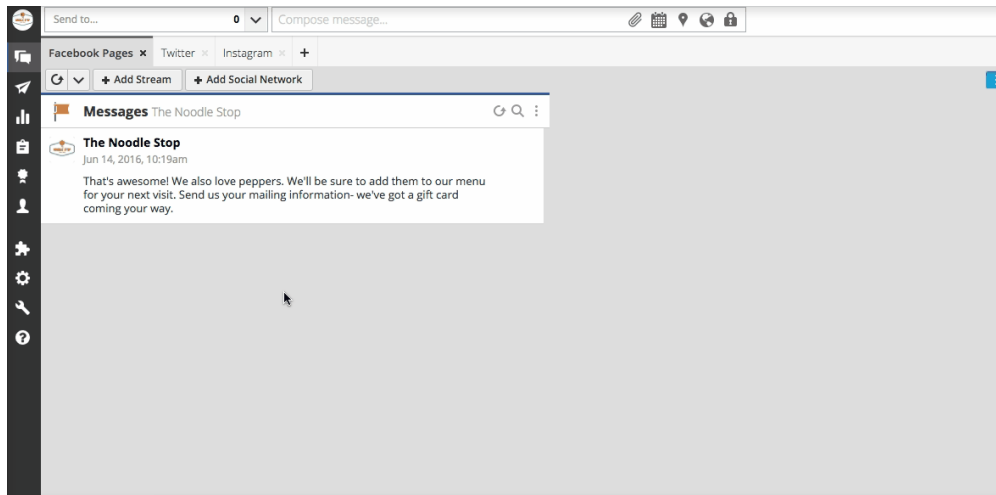 Send to... 0 Compose message...
Facebook Pages × Twitter × Instagram × +
+ Add Stream + Add Social Network
Messages The Noodle Stop
The Noodle Stop
Jun 14, 2016, 10:19am
That's awesome! We also love peppers. We'll be sure to add them to our menu
for your next visit. Send us your mailing information- we've got a gift card
coming your way.